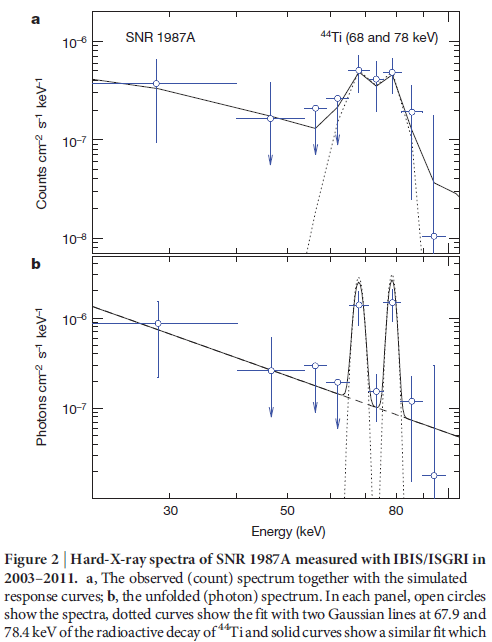 a
SNR 1987A
⁴⁴Ti (68 and 78 keV)
10⁻⁶
10⁻⁷
10⁻⁸
Counts cm⁻² s⁻¹ keV⁻¹
b
10⁻⁶
10⁻⁷
Photons cm⁻² s⁻¹ keV⁻¹
30
50
80
Energy (keV)
Figure 2 | Hard-X-ray spectra of SNR 1987A measured with IBIS/ISGRI in
2003–2011. a, The observed (count) spectrum together with the simulated
response curves; b, the unfolded (photon) spectrum. In each panel, open circles
show the spectra, dotted curves show the fit with two Gaussian lines at 67.9 and
78.4 keV of the radioactive decay of ⁴⁴Ti and solid curves show a similar fit which